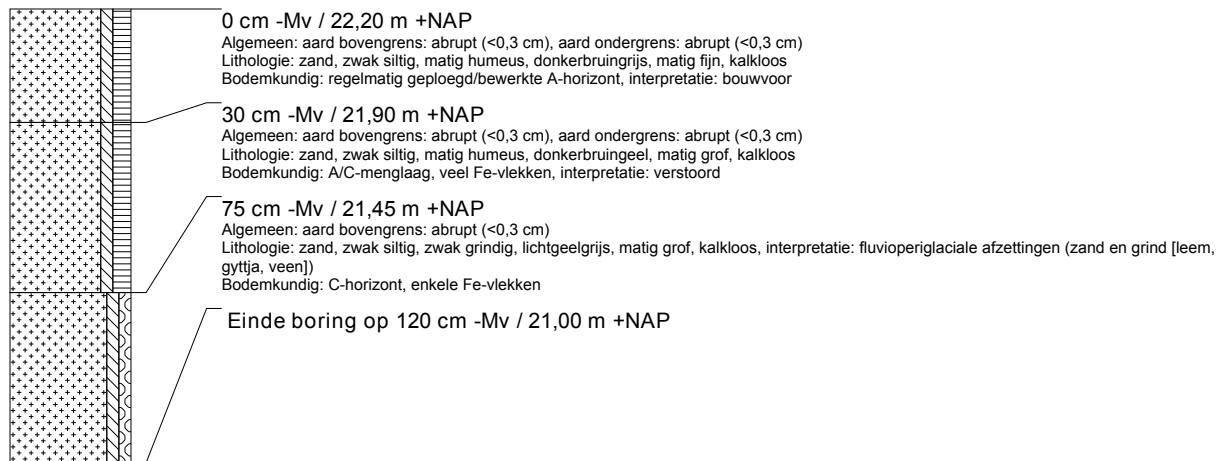 0 cm -Mv / 22,20 m +NAP
Algemeen: aard bovengrens: abrupt (<0,3 cm), aard ondergrens: abrupt (<0,3 cm)
Lithologie: zand, zwak siltig, matig humeus, donkerbruingrijs, matig fijn, kalkloos
Bodemkundig: regelmatig geploegd/bewerkte A-horizont, interpretatie: bouwvoor
30 cm -Mv / 21,90 m +NAP
Algemeen: aard bovengrens: abrupt (<0,3 cm), aard ondergrens: abrupt (<0,3 cm)
Lithologie: zand, zwak siltig, matig humeus, donkerbruingeel, matig grof, kalkloos
Bodemkundig: A/C-menglaag, veel Fe-vlekken, interpretatie: verstoord
75 cm -Mv / 21,45 m +NAP
Algemeen: aard bovengrens: abrupt (<0,3 cm)
Lithologie: zand, zwak siltig, zwak grindig, lichtgeelgrijs, matig grof, kalkloos, interpretatie: fluvioperiglaciale afzettingen (zand en grind [leem,
gyttja, veen])
Bodemkundig: C-horizont, enkele Fe-vlekken
Einde boring op 120 cm -Mv / 21,00 m +NAP